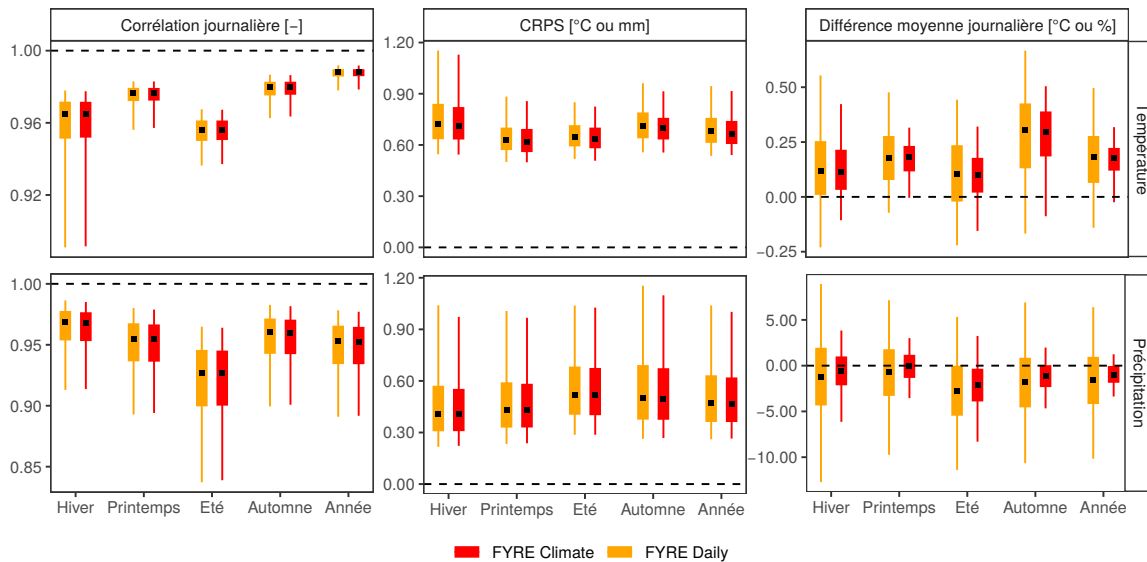 Corrélation journalière [−]
CRPS [°C ou mm]
Différence moyenne journalière [°C ou %]
1.00
0.96
0.92
1.20
0.90
0.60
0.30
0.00
0.50
0.25
0.00
−0.25
Température
1.00
0.95
0.90
0.85
1.20
0.90
0.60
0.30
0.00
5.00
0.00
−5.00
−10.00
Précipitation
Hiver Printemps Eté Automne Année
Hiver Printemps Eté Automne Année
Hiver Printemps Eté Automne Année
FYRE Climate FYRE Daily